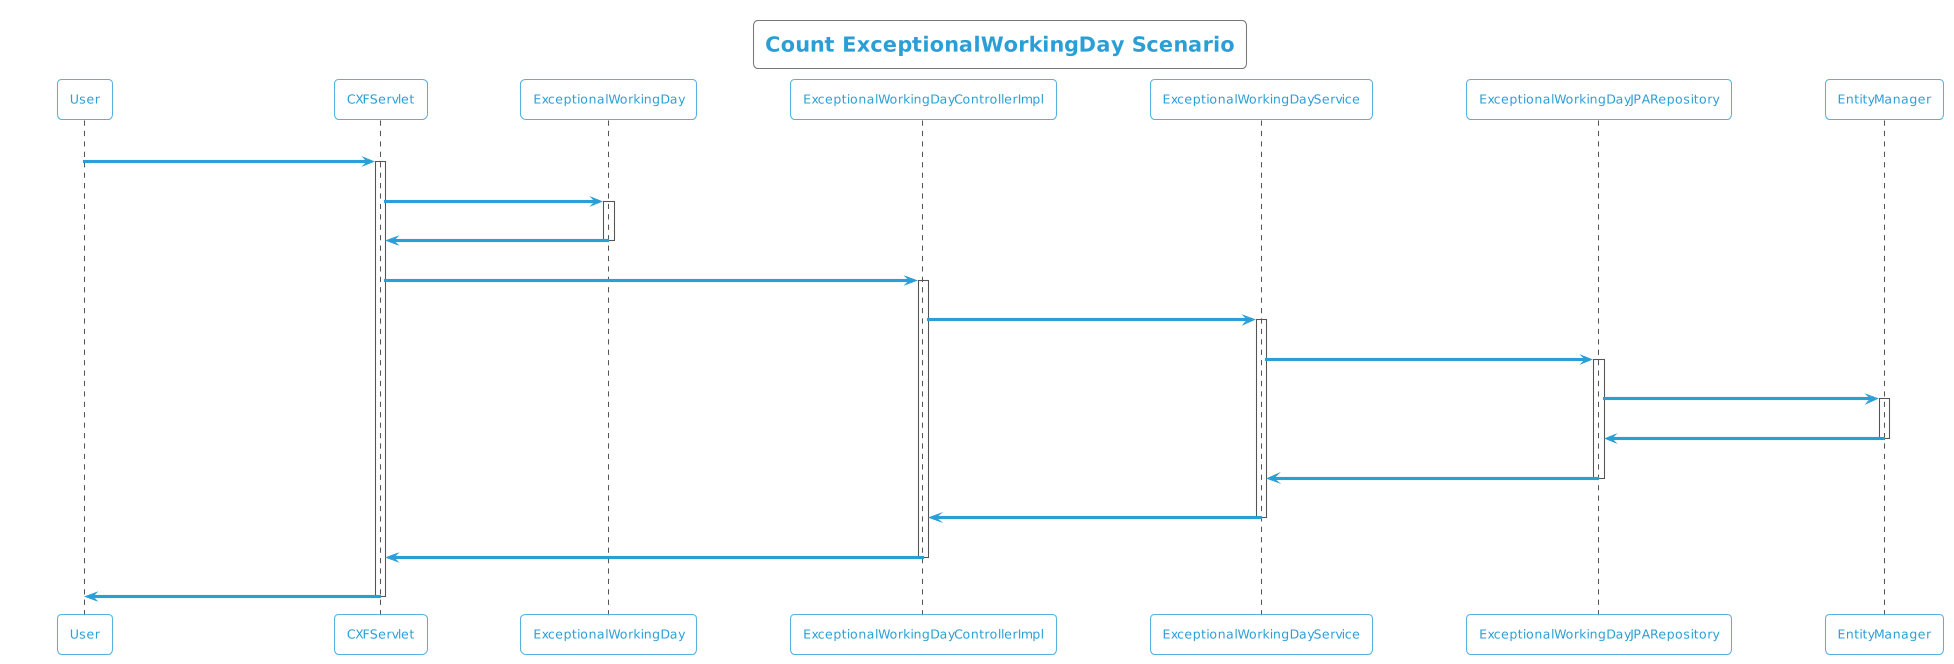 Count ExceptionalWorkingDay Scenario
User
CXFServlet
ExceptionalWorkingDay
ExceptionalWorkingDayControllerImpl
ExceptionalWorkingDayService
ExceptionalWorkingDayJPARepository
EntityManager
User
CXFServlet
ExceptionalWorkingDay
ExceptionalWorkingDayControllerImpl
ExceptionalWorkingDayService
ExceptionalWorkingDayJPARepository
EntityManager